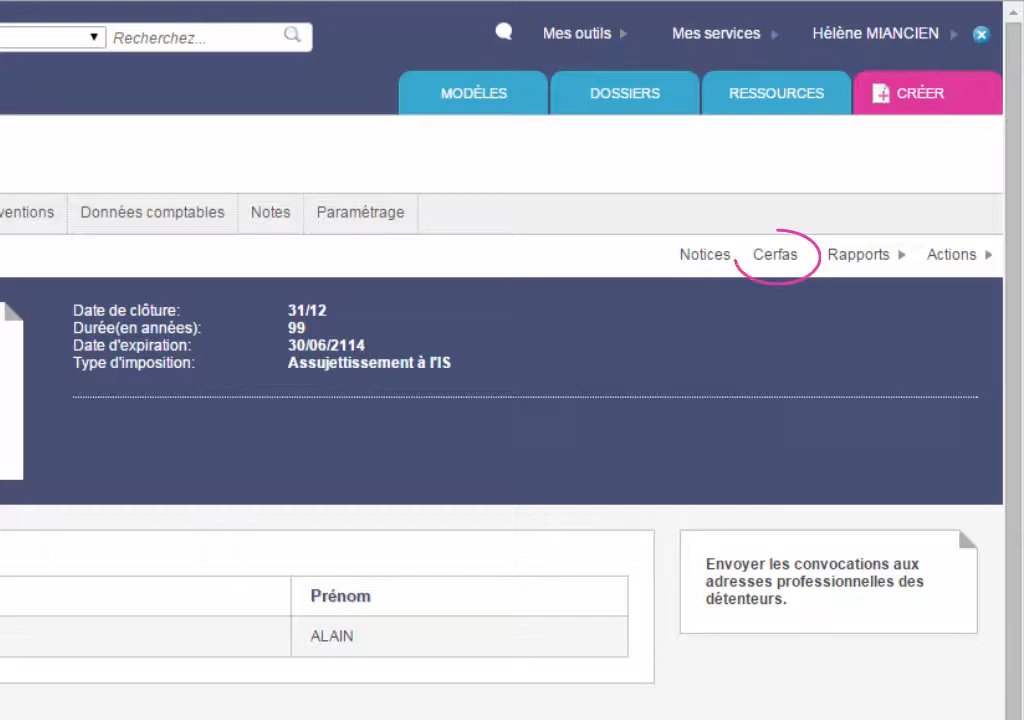 Recherchez...
Mes outils
Mes services
Hélène MIANCIEN
MODÈLES
DOSSIERS
RESSOURCES
CRÉER
ventions
Données comptables
Notes
Paramétrage
Notices
Cerfas
Rapports
Actions
Date de clôture: 31/12
Durée(en années): 99
Date d'expiration: 30/06/2114
Type d'imposition: Assujettissement à l'IS
Envoyer les convocations aux
adresses professionnelles des
détenteurs.
Prénom
ALAIN